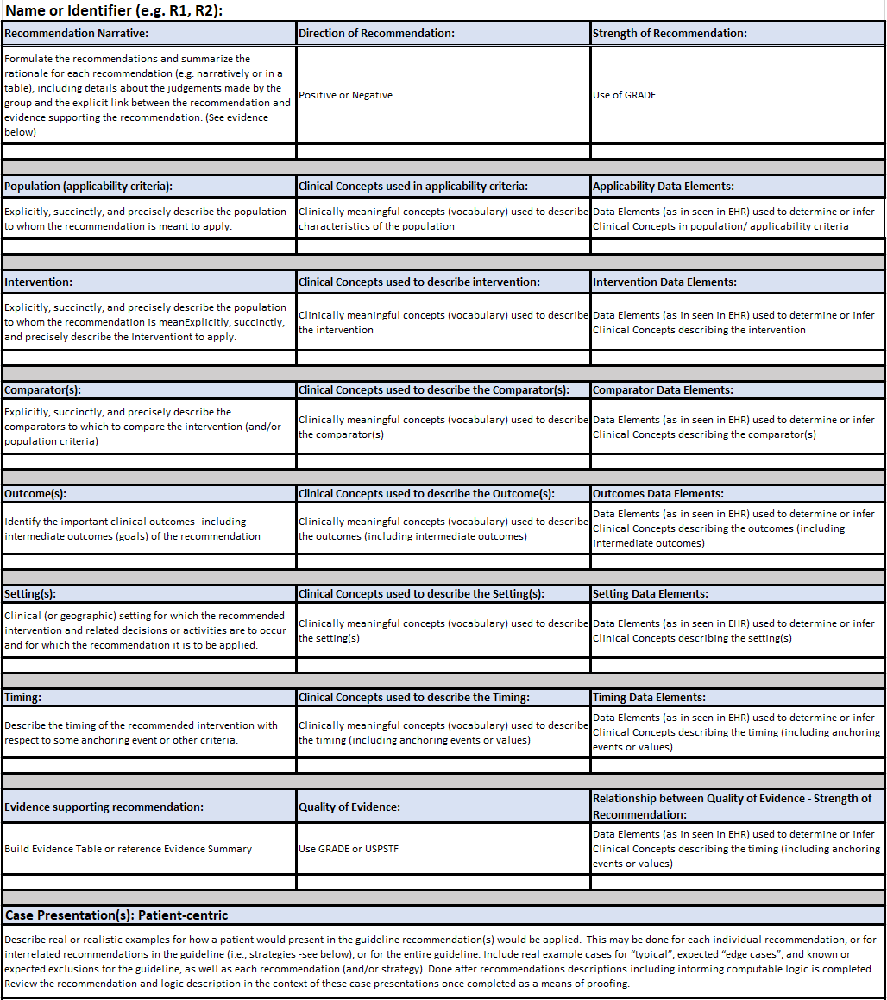 Name or Identifier (e.g. R1, R2):
Recommendation Narrative:
Direction of Recommendation:
Strength of Recommendation:
Formulate the recommendations and summarize the
rationale for each recommendation (e.g. narratively or in a
table), including details about the judgements made by the
group and the explicit link between the recommendation and
evidence supporting the recommendation. (See evidence
below)
Positive or Negative
Use of GRADE
Population (applicability criteria):
Clinical Concepts used in applicability criteria:
Applicability Data Elements:
Explicitly, succinctly, and precisely describe the population
to whom the recommendation is meant to apply.
Clinically meaningful concepts (vocabulary) used to describe
characteristics of the population
Data Elements (as in seen in EHR) used to determine or infer
Clinical Concepts in population/ applicability criteria
Intervention:
Clinical Concepts used to describe intervention:
Intervention Data Elements:
Explicitly, succinctly, and precisely describe the population
to whom the recommendation is meanExplicitly, succinctly,
and precisely describe the Interventiont to apply.
Clinically meaningful concepts (vocabulary) used to describe
the intervention
Data Elements (as in seen in EHR) used to determine or infer
Clinical Concepts describing the intervention
Comparator(s):
Clinical Concepts used to describe the Comparator(s):
Comparator Data Elements:
Explicitly, succinctly, and precisely describe the
comparators to which to compare the intervention (and/or
population criteria)
Clinically meaningful concepts (vocabulary) used to describe
the comparator(s)
Data Elements (as in seen in EHR) used to determine or infer
Clinical Concepts describing the comparator(s)
Outcome(s):
Clinical Concepts used to describe the Outcome(s):
Outcomes Data Elements:
Identify the important clinical outcomes- including
intermediate outcomes (goals) of the recommendation
Clinically meaningful concepts (vocabulary) used to describe
the outcomes (including intermediate outcomes)
Data Elements (as in seen in EHR) used to determine or infer
Clinical Concepts describing the outcomes (including
intermediate outcomes)
Setting(s):
Clinical Concepts used to describe the Setting(s):
Setting Data Elements:
Clinical (or geographic) setting for which the recommended
intervention and related decisions or activities are to occur
and for which the recommendation it is to be applied.
Clinically meaningful concepts (vocabulary) used to describe
the setting(s)
Data Elements (as in seen in EHR) used to determine or infer
Clinical Concepts describing the setting(s)
Timing:
Clinical Concepts used to describe the Timing:
Timing Data Elements:
Describe the timing of the recommended intervention with
respect to some anchoring event or other criteria.
Clinically meaningful concepts (vocabulary) used to describe
the timing (including anchoring events or values)
Data Elements (as in seen in EHR) used to determine or infer
Clinical Concepts describing the timing (including anchoring
events or values)
Evidence supporting recommendation:
Quality of Evidence:
Relationship between Quality of Evidence - Strength of
Recommendation:
Build Evidence Table or reference Evidence Summary
Use GRADE or USPSTF
Data Elements (as in seen in EHR) used to determine or infer
Clinical Concepts describing the timing (including anchoring
events or values)
Case Presentation(s): Patient-centric
Describe real or realistic examples for how a patient would present in the guideline recommendation(s) would be applied.  This may be done for each individual recommendation, or for
interrelated recommendations in the guideline (i.e., strategies -see below), or for the entire guideline. Include real example cases for “typical”, expected “edge cases”, and known or
expected exclusions for the guideline, as well as each recommendation (and/or strategy). Done after recommendations descriptions including informing computable logic is completed.
Review the recommendation and logic description in the context of these case presentations once completed as a means of proofing.